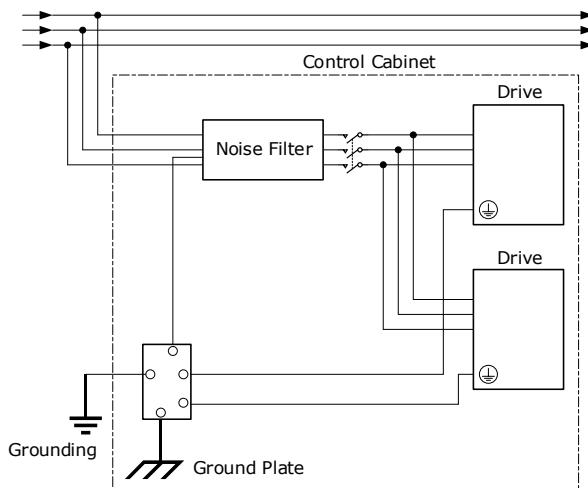 Control Cabinet
Drive
Noise Filter
Drive
Grounding
Ground Plate